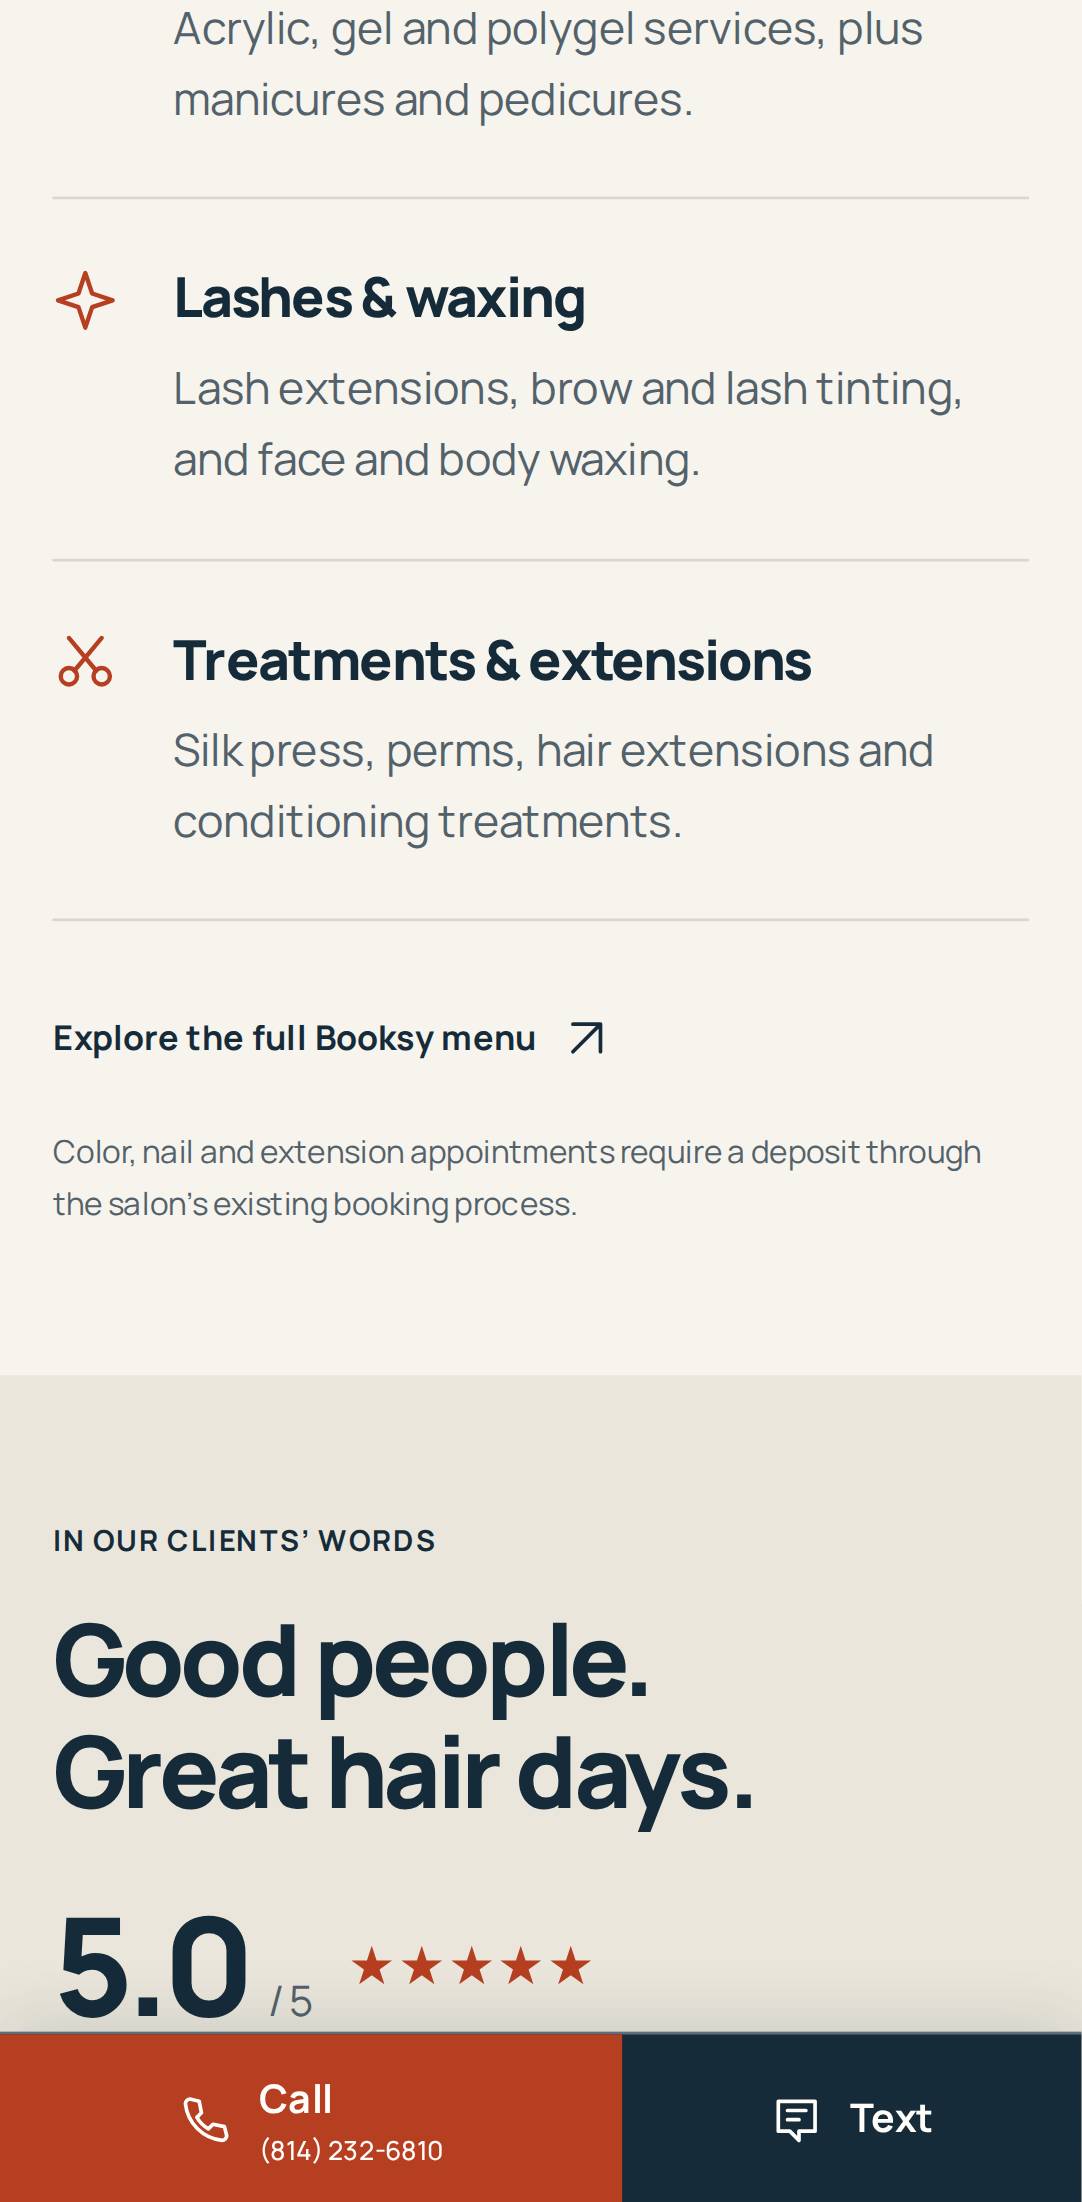 Acrylic, gel and polygel services, plus
manicures and pedicures.
Lashes & waxing
Lash extensions, brow and lash tinting,
and face and body waxing.
Treatments & extensions
Silk press, perms, hair extensions and
conditioning treatments.
Explore the full Booksy menu
Color, nail and extension appointments require a deposit through
the salon’s existing booking process.
IN OUR CLIENTS’ WORDS
Good people.
Great hair days.
5.0 /5
Call
(814) 232-6810
Text